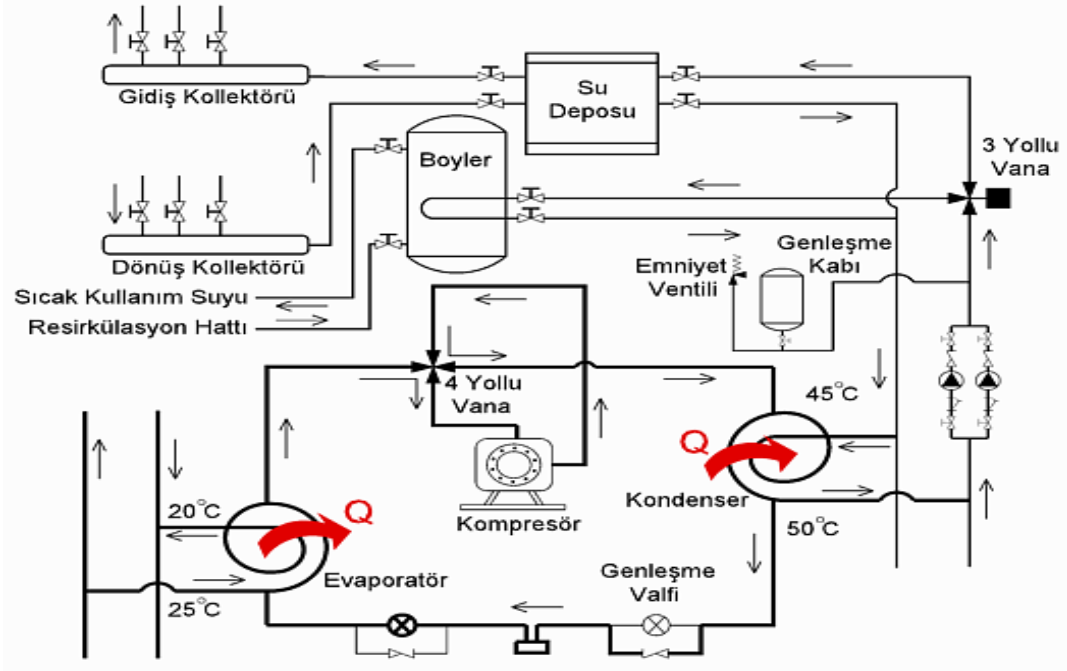 Gidiş Kollektörü
Su
Deposu
3 Yollu
Vana
Boyler
Dönüş Kollektörü
Genleşme
Kabı
Emniyet
Ventili
Sıcak Kullanım Suyu
Resirkülasyon Hattı
4 Yollu
Vana
45°C
Q
Kondenser
Kompresör
50°C
20°C
Q
Evaporatör
25°C
Genleşme
Valfi